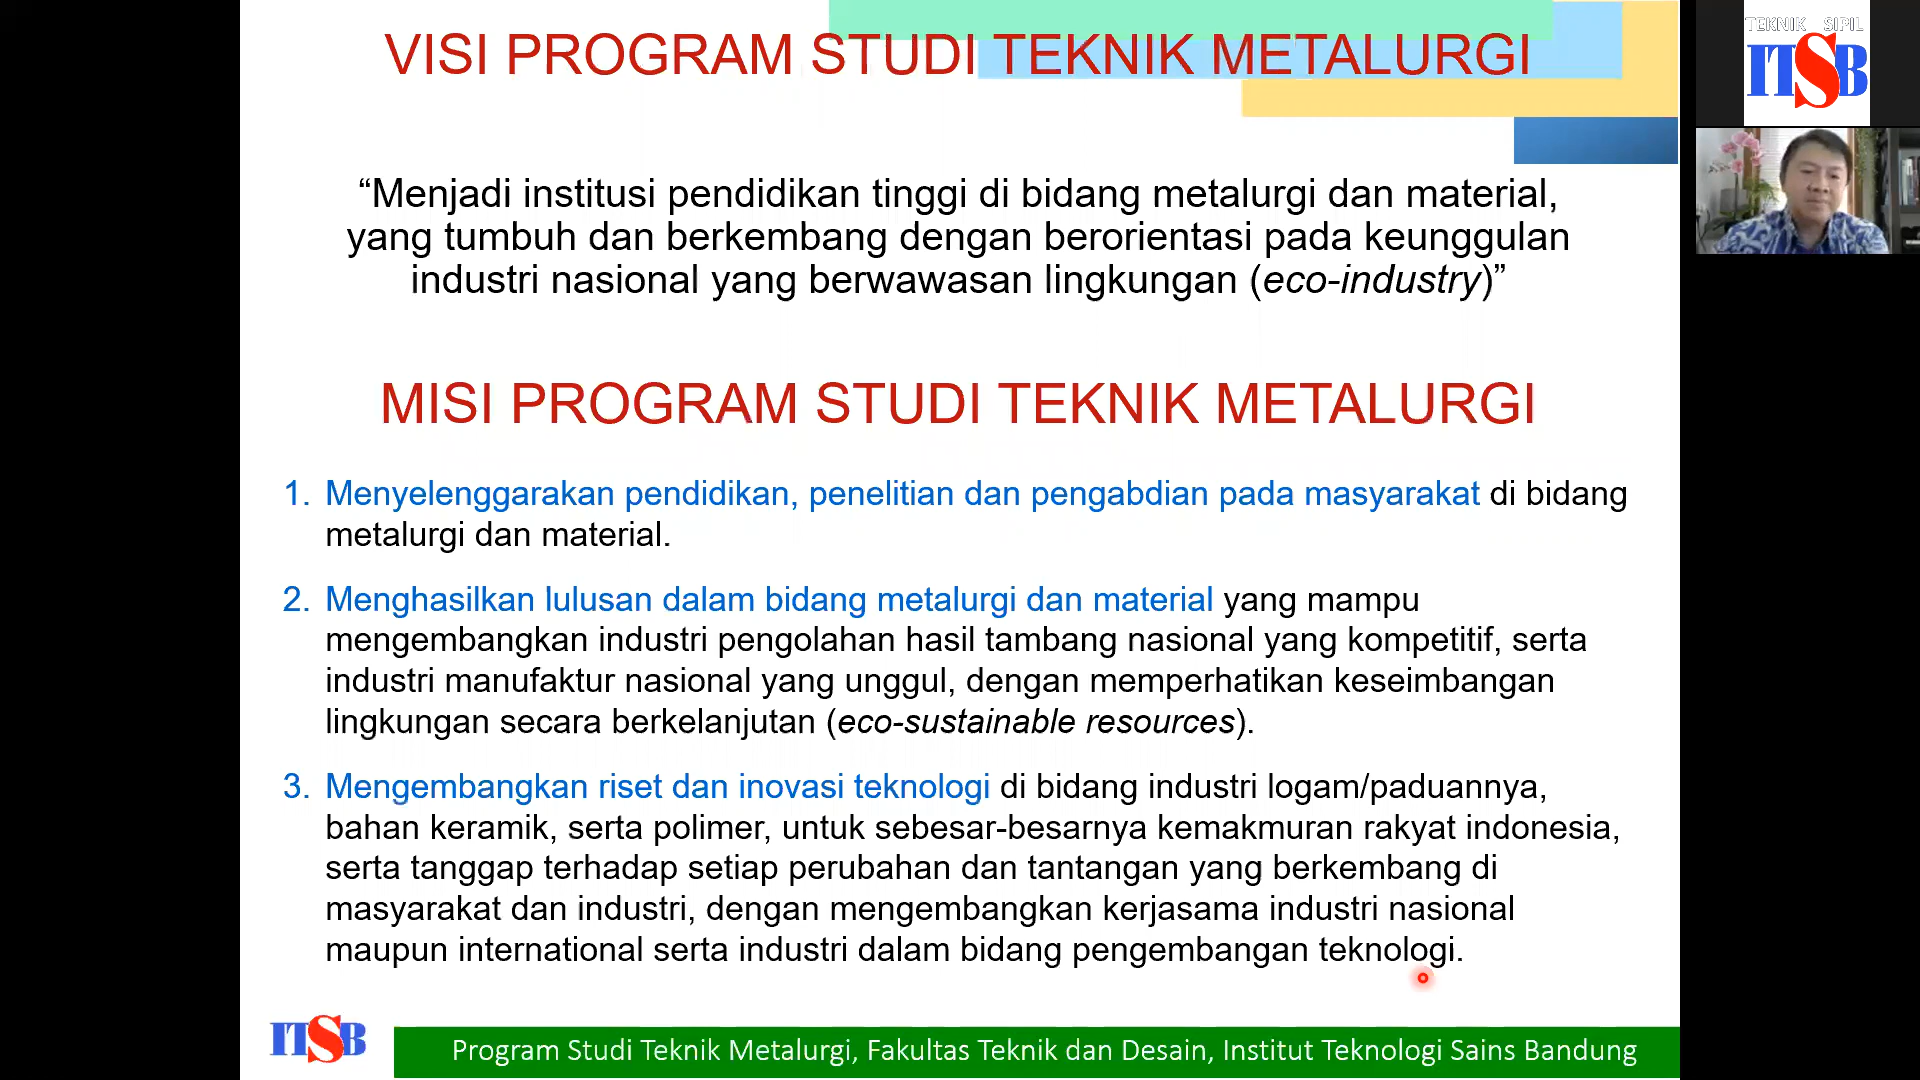 VISI PROGRAM STUDI TEKNIK METALURGI
“Menjadi institusi pendidikan tinggi di bidang metalurgi dan material,
yang tumbuh dan berkembang dengan berorientasi pada keunggulan
industri nasional yang berwawasan lingkungan (eco-industry)”
MISI PROGRAM STUDI TEKNIK METALURGI
1. Menyelenggarakan pendidikan, penelitian dan pengabdian pada masyarakat di bidang
metalurgi dan material.
2. Menghasilkan lulusan dalam bidang metalurgi dan material yang mampu
mengembangkan industri pengolahan hasil tambang nasional yang kompetitif, serta
industri manufaktur nasional yang unggul, dengan memperhatikan keseimbangan
lingkungan secara berkelanjutan (eco-sustainable resources).
3. Mengembangkan riset dan inovasi teknologi di bidang industri logam/paduannya,
bahan keramik, serta polimer, untuk sebesar-besarnya kemakmuran rakyat indonesia,
serta tanggap terhadap setiap perubahan dan tantangan yang berkembang di
masyarakat dan industri, dengan mengembangkan kerjasama industri nasional
maupun international serta industri dalam bidang pengembangan teknologi.
ITSB
Program Studi Teknik Metalurgi, Fakultas Teknik dan Desain, Institut Teknologi Sains Bandung
TEKNIK SIPIL
ITSB